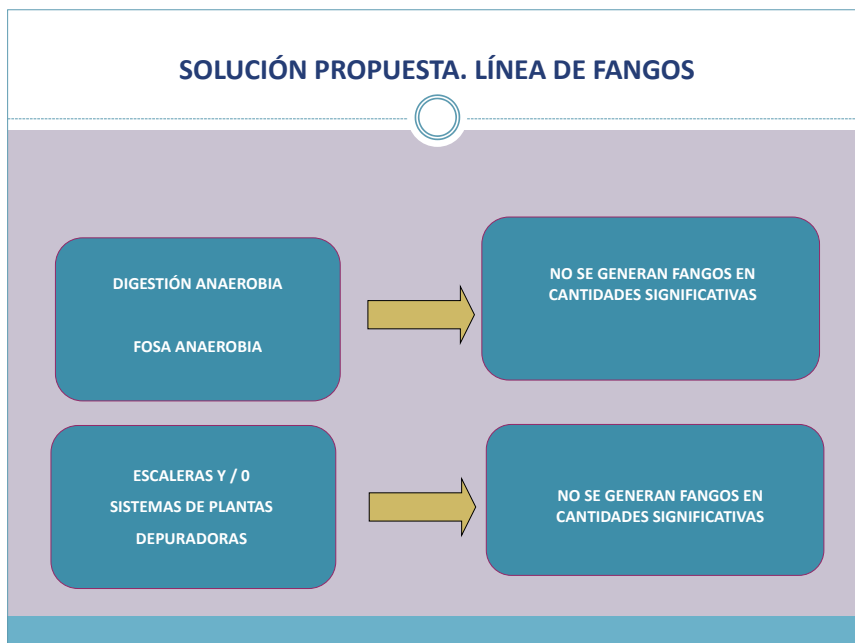 SOLUCIÓN PROPUESTA. LÍNEA DE FANGOS
DIGESTIÓN ANAEROBIA
FOSA ANAEROBIA
NO SE GENERAN FANGOS EN
CANTIDADES SIGNIFICATIVAS
ESCALERAS Y / 0
SISTEMAS DE PLANTAS
DEPURADORAS
NO SE GENERAN FANGOS EN
CANTIDADES SIGNIFICATIVAS